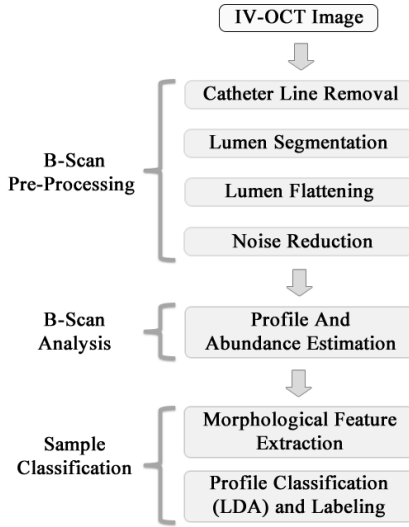 IV-OCT Image
B-Scan
Pre-Processing
Catheter Line Removal
Lumen Segmentation
Lumen Flattening
Noise Reduction
B-Scan
Analysis
Profile And
Abundance Estimation
Sample
Classification
Morphological Feature
Extraction
Profile Classification
(LDA) and Labeling